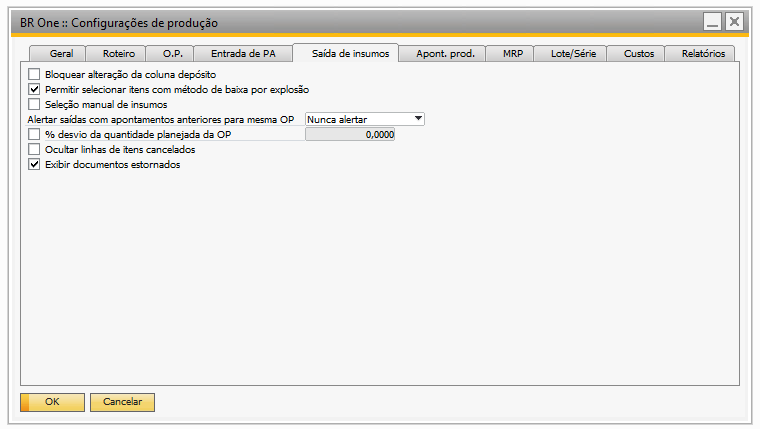 BR One :: Configurações de produção
Geral Roteiro O.P. Entrada de PA Saída de insumos Apont. prod. MRP Lote/Série Custos Relatórios
Bloquear alteração da coluna depósito
Permitir selecionar itens com método de baixa por explosão
Seleção manual de insumos
Alertar saídas com apontamentos anteriores para mesma OP Nunca alertar
% desvio da quantidade planejada da OP 0,0000
Ocultar linhas de itens cancelados
Exibir documentos estornados
OK Cancelar